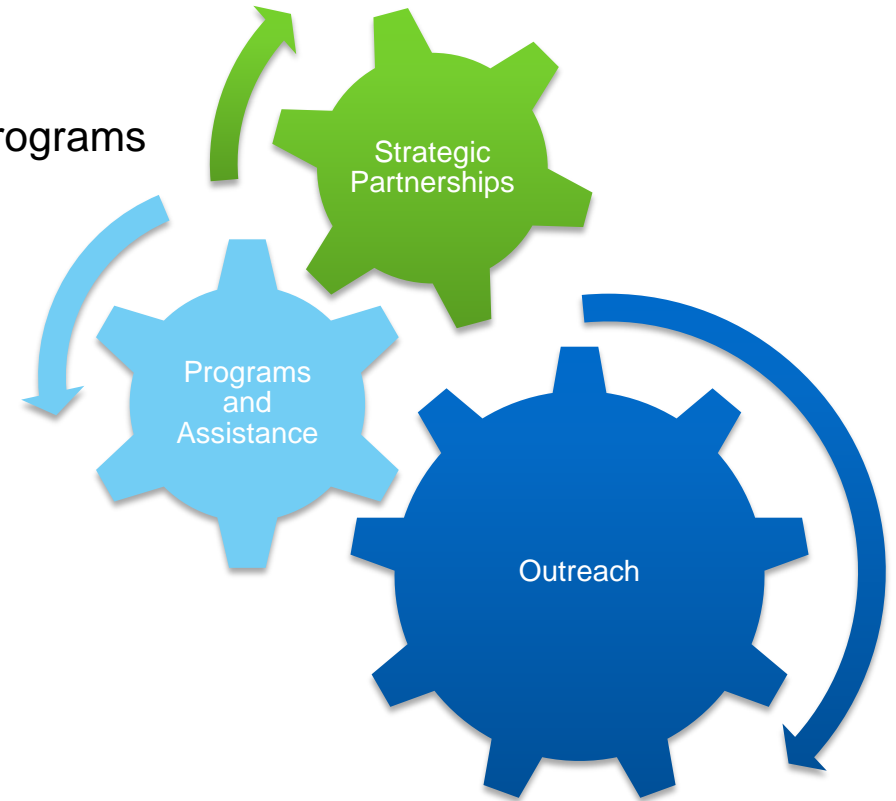 rograms
Strategic
Partnerships
Programs
and
Assistance
Outreach